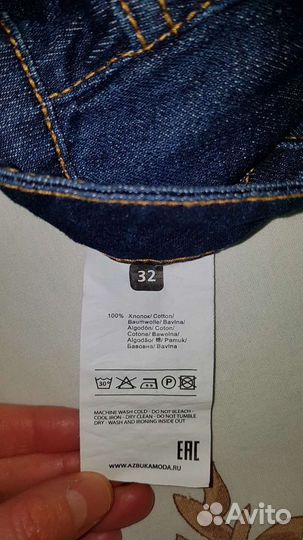 32
100% Хлопок/ Cotton/
Baumwolle/ Bavlna/
Algodón/ Coton/
Cotone/ Bawełna/
Algodão/ 棉/ Pamuk/
Бавовна/ Bavlna
30°
P
MACHINE WASH COLD - DO NOT BLEACH -
COOL IRON - DRY CLEAN - DO NOT TUMBLE
DRY - WASH AND IRONING INSIDE OUT
EAC
WWW.AZBUKAMODA.RU
Avito